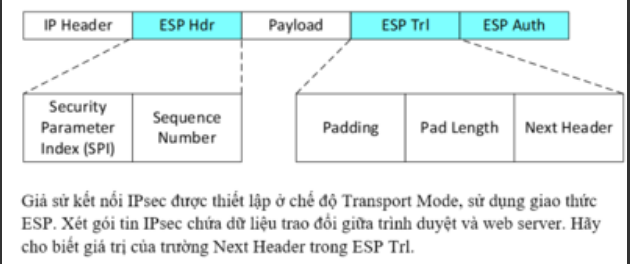 IP Header ESP Hdr Payload ESP Trl ESP Auth
Security
Parameter
Index (SPI)
Sequence
Number
Padding Pad Length Next Header
Giả sử kết nối IPsec được thiết lập ở chế độ Transport Mode, sử dụng giao thức
ESP. Xét gói tin IPsec chứa dữ liệu trao đổi giữa trình duyệt và web server. Hãy
cho biết giá trị của trường Next Header trong ESP Trl.